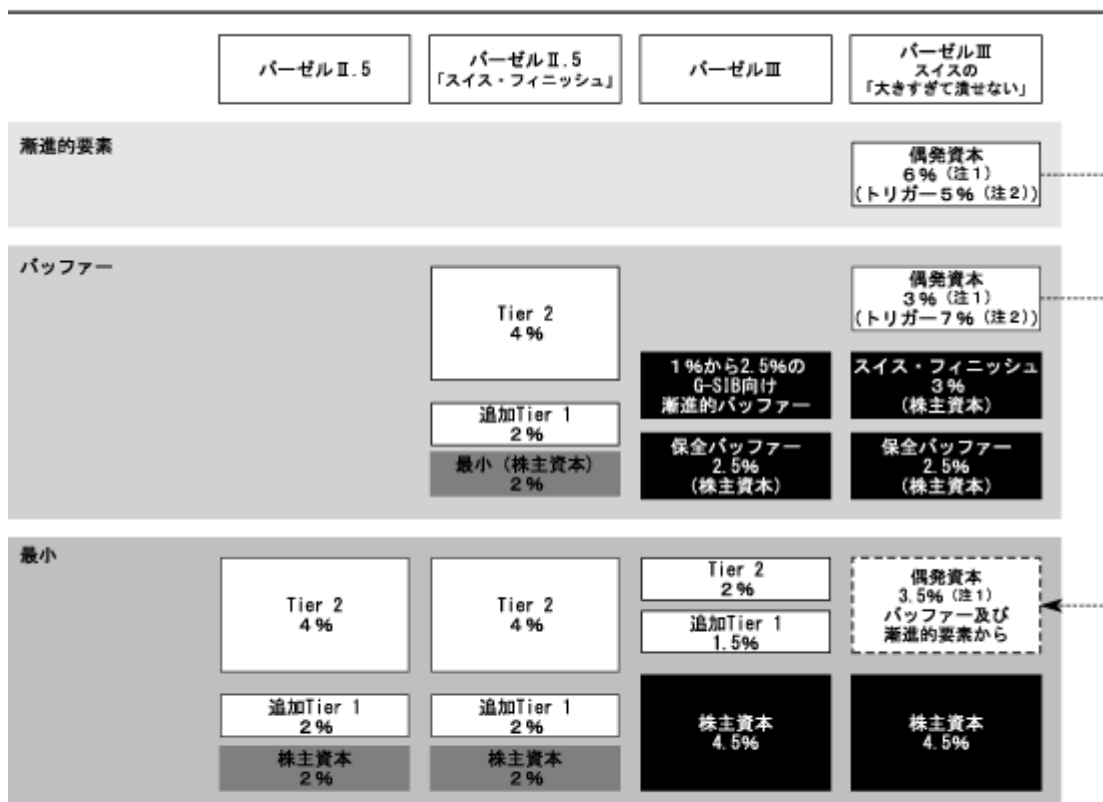 バーゼルⅡ.5
バーゼルⅡ.5
「スイス・フィニッシュ」
バーゼルⅢ
バーゼルⅢ
スイスの
「大きすぎて潰せない」
漸進的要素
偶発資本
6%（注1）
(トリガー5%（注2）)
バッファー
Tier 2
4%
追加Tier 1
2%
最小（株主資本）
2%
1%から2.5%の
G-SIB向け
漸進的バッファー
保全バッファー
2.5%
(株主資本)
偶発資本
3%（注1）
(トリガー7%（注2）)
スイス・フィニッシュ
3%
(株主資本)
保全バッファー
2.5%
(株主資本)
最小
Tier 2
4%
追加Tier 1
2%
株主資本
2%
Tier 2
4%
追加Tier 1
2%
株主資本
2%
Tier 2
2%
追加Tier 1
1.5%
株主資本
4.5%
偶発資本
3.5%（注1）
バッファー及び
漸進的要素から
株主資本
4.5%